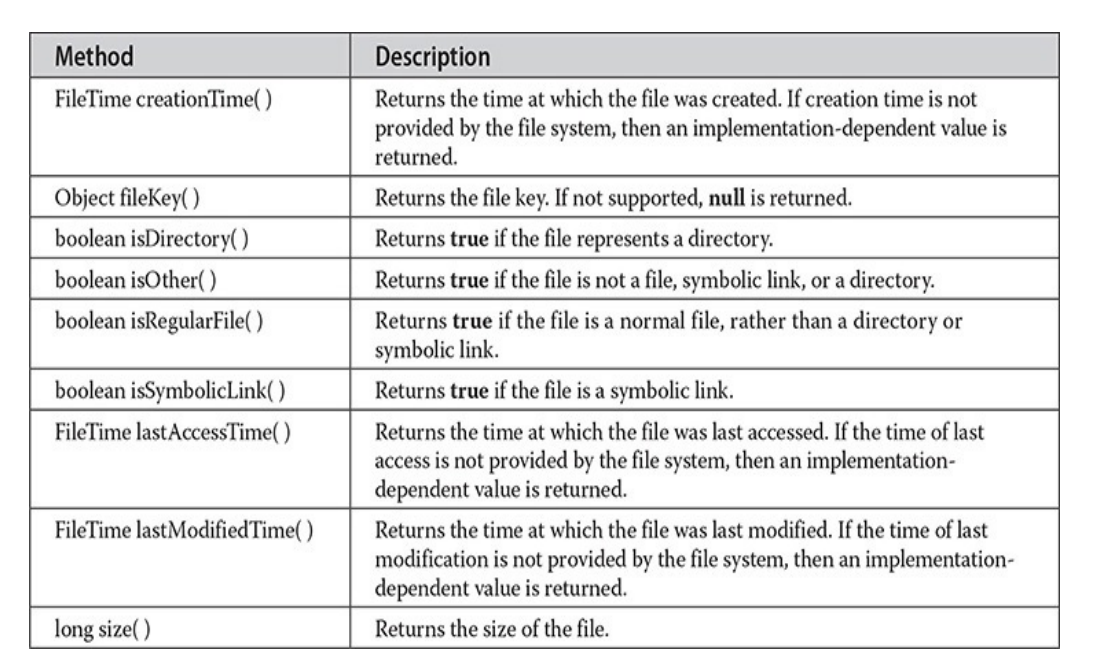 Method Description
FileTime creationTime( ) Returns the time at which the file was created. If creation time is not
provided by the file system, then an implementation-dependent value is
returned.
Object fileKey( ) Returns the file key. If not supported, null is returned.
boolean isDirectory( ) Returns true if the file represents a directory.
boolean isOther( ) Returns true if the file is not a file, symbolic link, or a directory.
boolean isRegularFile( ) Returns true if the file is a normal file, rather than a directory or
symbolic link.
boolean isSymbolicLink( ) Returns true if the file is a symbolic link.
FileTime lastAccessTime( ) Returns the time at which the file was last accessed. If the time of last
access is not provided by the file system, then an implementation-
dependent value is returned.
FileTime lastModifiedTime( ) Returns the time at which the file was last modified. If the time of last
modification is not provided by the file system, then an implementation-
dependent value is returned.
long size( ) Returns the size of the file.